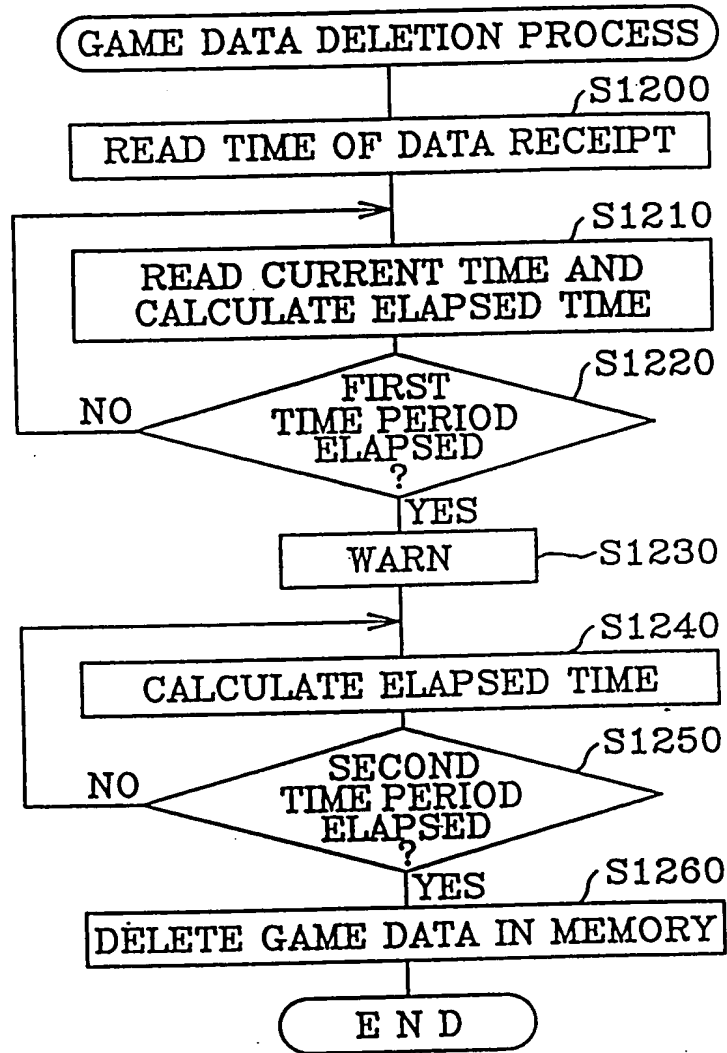 GAME DATA DELETION PROCESS
S1200
READ TIME OF DATA RECEIPT
S1210
READ CURRENT TIME AND
CALCULATE ELAPSED TIME
S1220
FIRST
TIME PERIOD
ELAPSED
?
NO
YES
WARN
S1230
S1240
CALCULATE ELAPSED TIME
S1250
SECOND
TIME PERIOD
ELAPSED
?
NO
YES
S1260
DELETE GAME DATA IN MEMORY
END